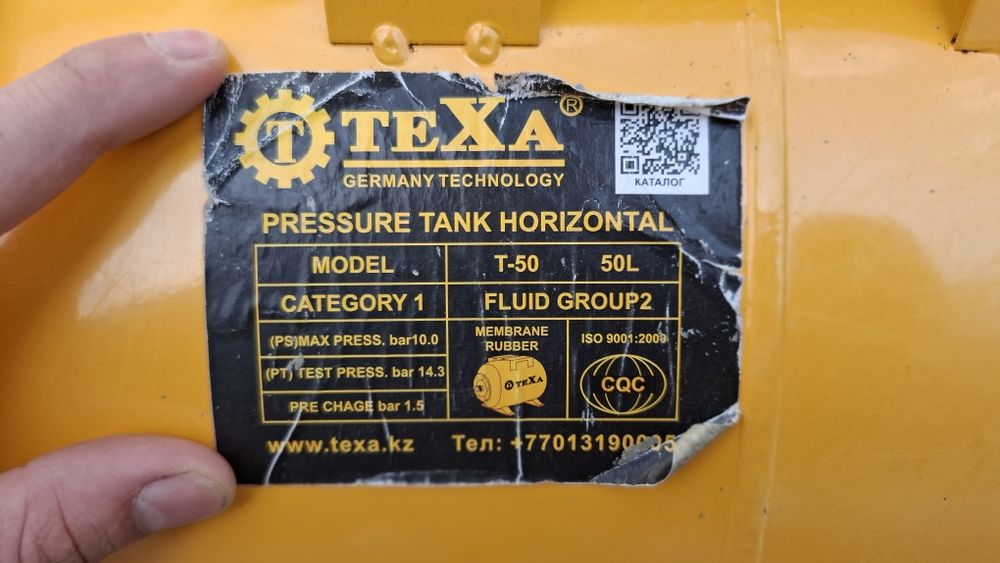 T TEXA ®
GERMANY TECHNOLOGY
КАТАЛОГ
PRESSURE TANK HORIZONTAL
MODEL T-50 50L
CATEGORY 1 FLUID GROUP2
(PS)MAX PRESS. bar10.0
(PT) TEST PRESS. bar 14.3
PRE CHAGE bar 1.5
MEMBRANE
RUBBER
T TEXA
ISO 9001:2000
CQC
www.texa.kz Тел: